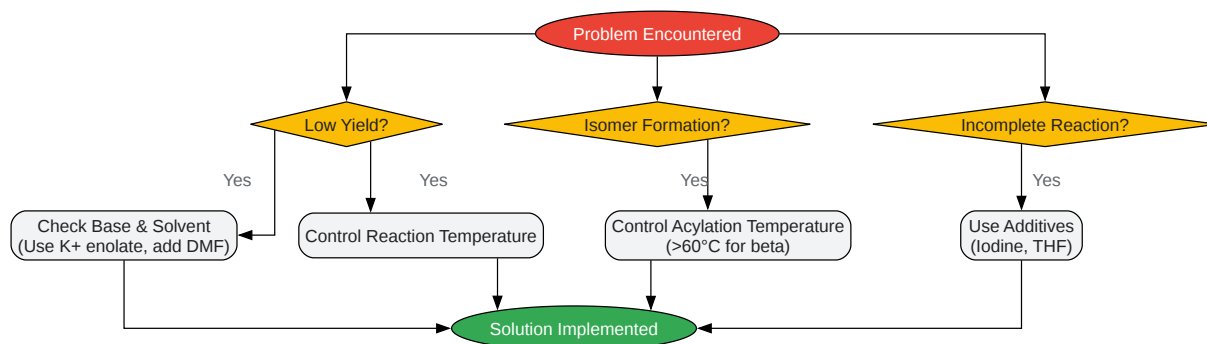 Problem Encountered
Low Yield?
Isomer Formation?
Incomplete Reaction?
Yes
Yes
Yes
Yes
Check Base & Solvent
(Use K+ enolate, add DMF)
Control Reaction Temperature
Control Acylation Temperature
(>60°C for beta)
Use Additives
(Iodine, THF)
Solution Implemented